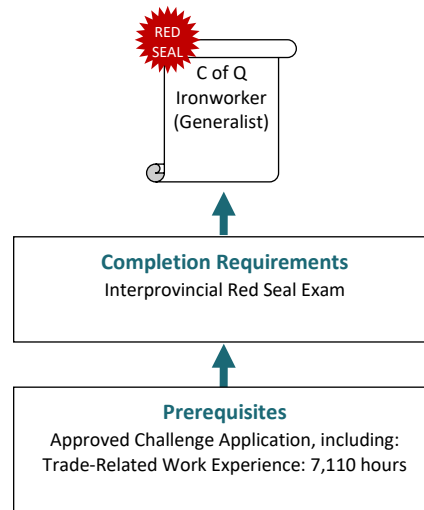 RED
SEAL
C of Q
Ironworker
(Generalist)
Completion Requirements
Interprovincial Red Seal Exam
Prerequisites
Approved Challenge Application, including:
Trade-Related Work Experience: 7,110 hours